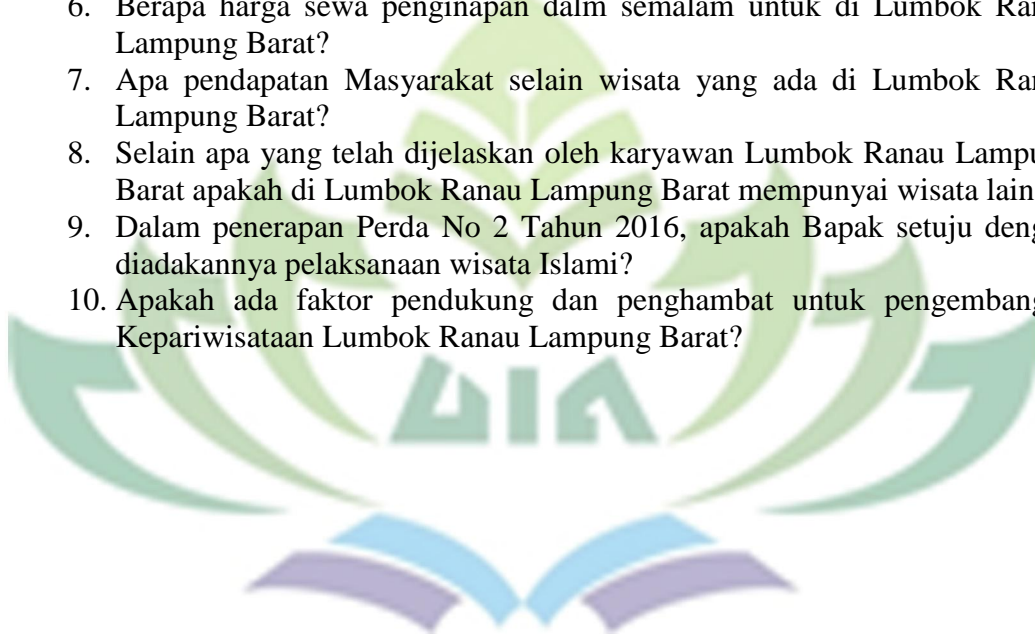 6. Berapa harga sewa penginapan dalm semalam untuk di Lumbok Ran
Lampung Barat?
7. Apa pendapatan Masyarakat selain wisata yang ada di Lumbok Ran
Lampung Barat?
8. Selain apa yang telah dijelaskan oleh karyawan Lumbok Ranau Lampu
Barat apakah di Lumbok Ranau Lampung Barat mempunyai wisata lain
9. Dalam penerapan Perda No 2 Tahun 2016, apakah Bapak setuju deng
diadakannya pelaksanaan wisata Islami?
10. Apakah ada faktor pendukung dan penghambat untuk pengembang
Kepariwisataan Lumbok Ranau Lampung Barat?
UIN